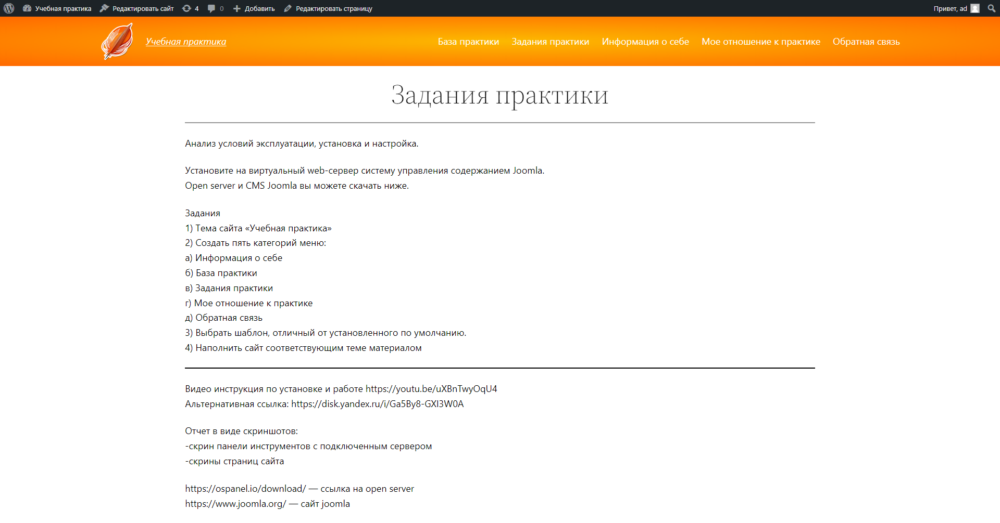 Учебная практика Редактировать сайт 4 0 Добавить Редактировать страницу Привет, ad
Учебная практика База практики Задания практики Информация о себе Мое отношение к практике Обратная связь
Задания практики
Анализ условий эксплуатации, установка и настройка.
Установите на виртуальный web-сервер систему управления содержанием Joomla.
Open server и CMS Joomla вы можете скачать ниже.
Задания
1) Тема сайта «Учебная практика»
2) Создать пять категорий меню:
а) Информация о себе
б) База практики
в) Задания практики
г) Мое отношение к практике
д) Обратная связь
3) Выбрать шаблон, отличный от установленного по умолчанию.
4) Наполнить сайт соответствующим теме материалом
Видео инструкция по установке и работе https://youtu.be/uXBnTwyOqU4
Альтернативная ссылка: https://disk.yandex.ru/i/Ga5By8-GXI3W0A
Отчет в виде скриншотов:
-скрин панели инструментов с подключенным сервером
-скрины страниц сайта
https://ospanel.io/download/ — ссылка на open server
https://www.joomla.org/ — сайт joomla